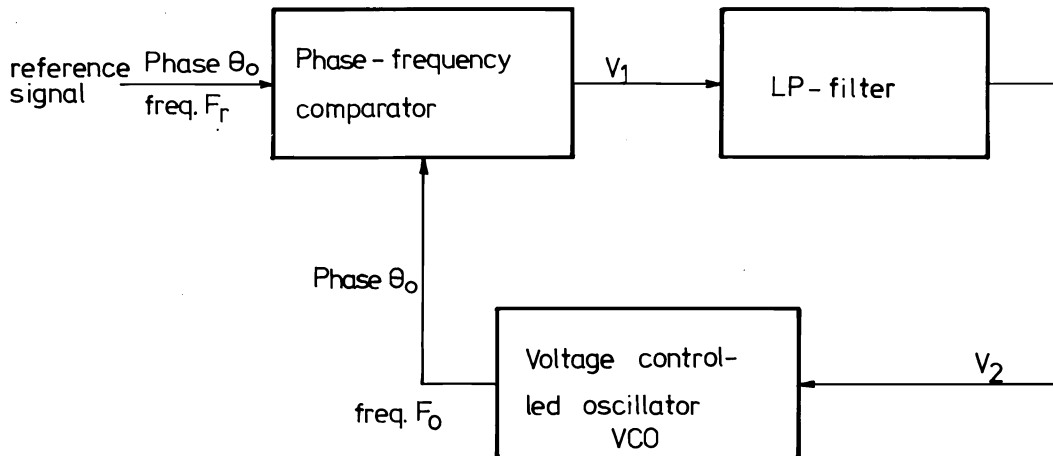 reference Phase θo
signal freq. Fr
Phase-frequency
comparator
V1
LP-filter
Phase θo
freq. Fo
Voltage control-
led oscillator
VCO
V2